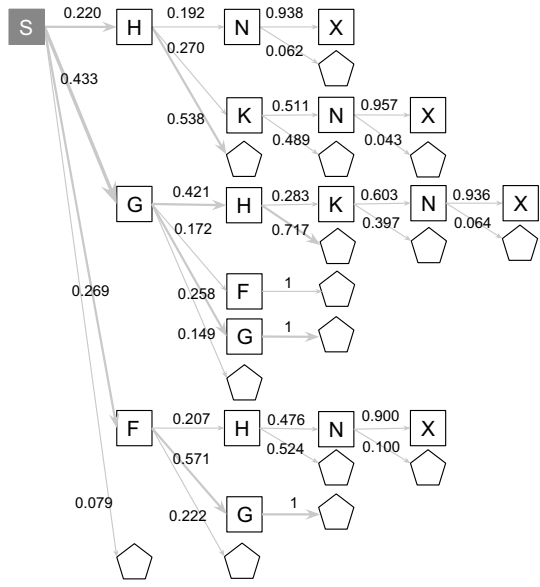 S 0.220 H 0.192 N 0.938 X
0.270 0.062
0.433
0.538 K 0.511 N 0.957 X
0.489 0.043
G 0.421 H 0.283 K 0.603 N 0.936 X
0.172 0.717 0.397 0.064
0.269 0.258 F 1
0.149 G 1
F 0.207 H 0.476 N 0.900 X
0.571 0.524 0.100
0.079 0.222 G 1